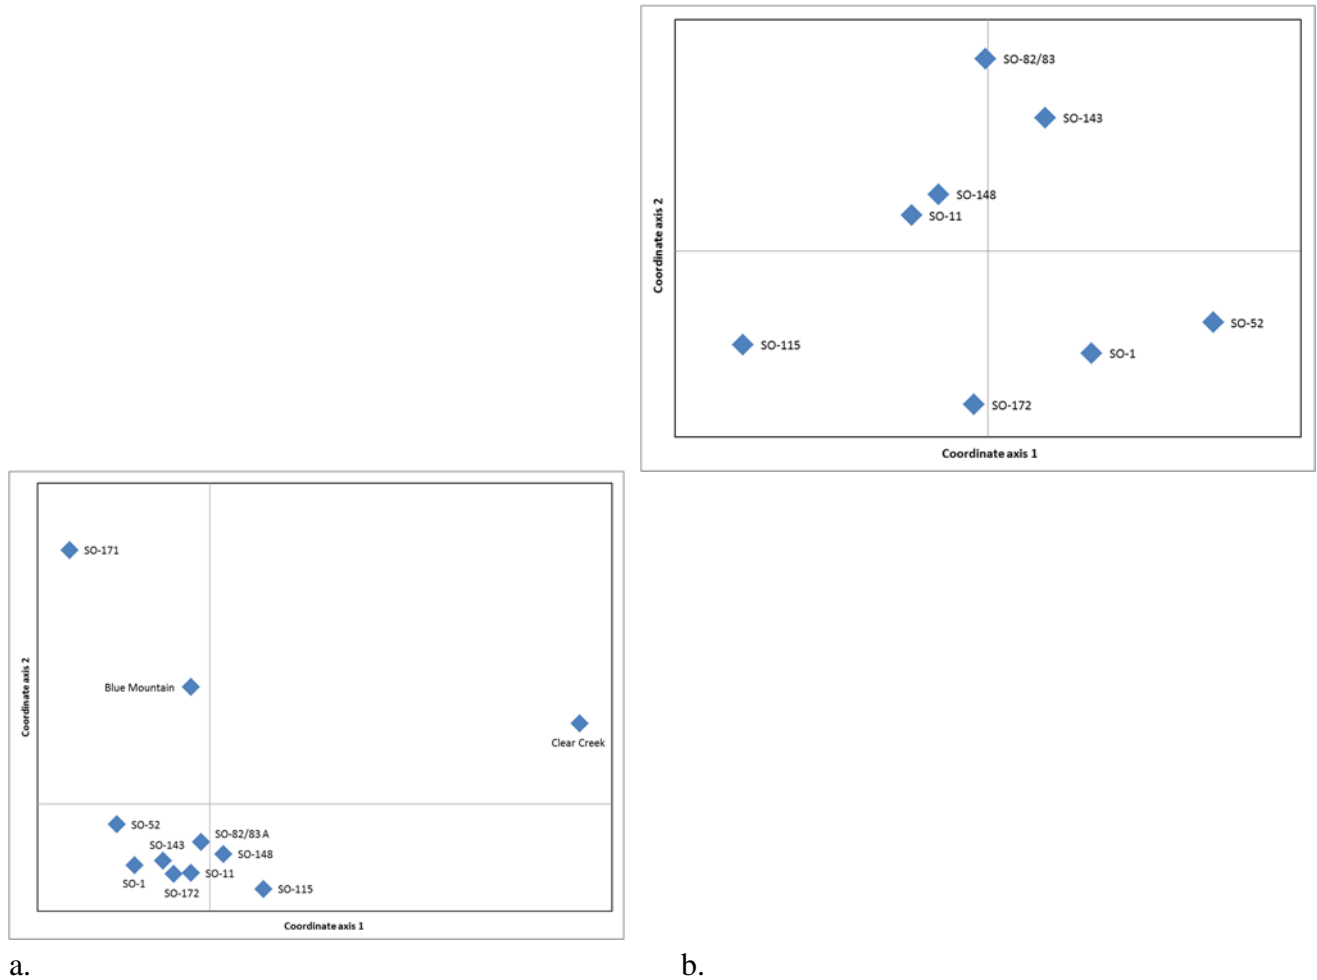 SO-82/83
SO-143
SO-148
SO-11
SO-115
SO-52
SO-1
SO-172
Coordinate axis 2
Coordinate axis 1
SO-171
Blue Mountain
Clear Creek
SO-52
SO-82/83 A
SO-143
SO-148
SO-11
SO-1
SO-172
SO-115
Coordinate axis 2
Coordinate axis 1
a.
b.